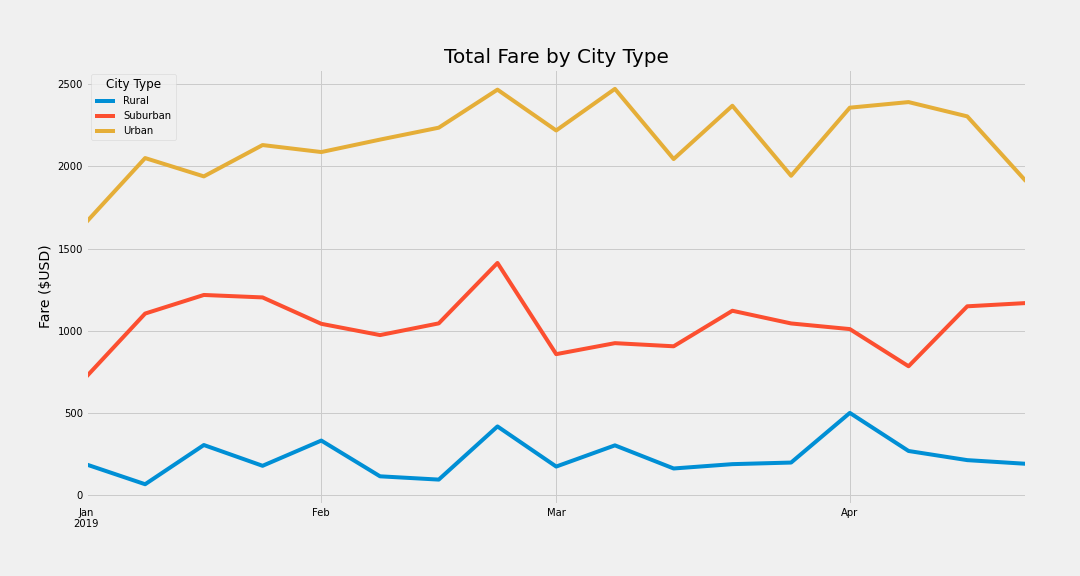 Total Fare by City Type
City Type
Rural
Suburban
Urban
Fare ($USD)
2500
2000
1500
1000
500
0
Jan Feb Mar Apr
2019